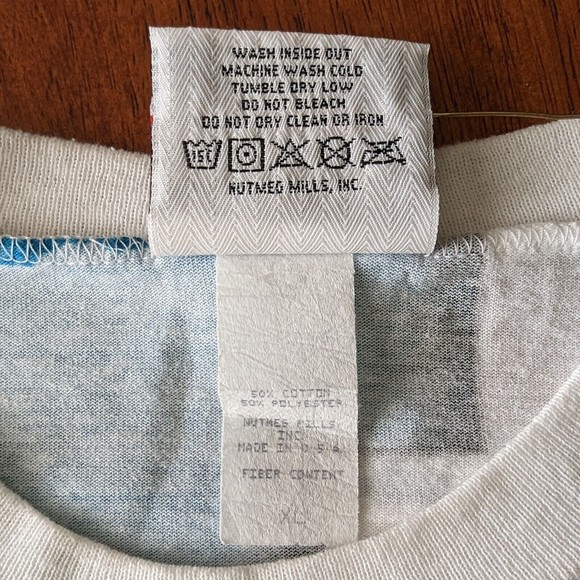 WASH INSIDE OUT
MACHINE WASH COLD
TUMBLE DRY LOW
DO NOT BLEACH
DO NOT DRY CLEAN OR IRON
NUTMEG MILLS, INC.
50% COTTON
50% POLYESTER
NUTMEG MILLS
INC.
MADE IN U S A
FIBER CONTENT
XL